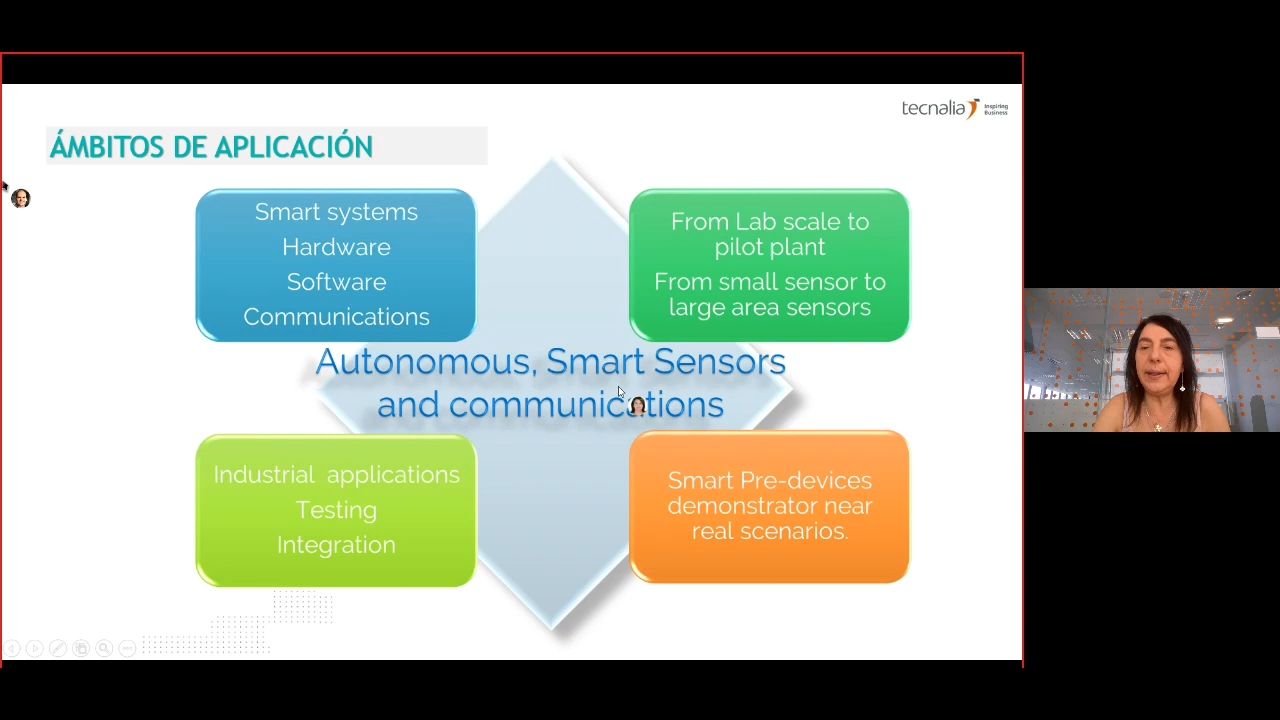 tecnalia Inspiring Business
ÁMBITOS DE APLICACIÓN
Smart systems
Hardware
Software
Communications
From Lab scale to
pilot plant
From small sensor to
large area sensors
Autonomous, Smart Sensors
and communications
Industrial applications
Testing
Integration
Smart Pre-devices
demonstrator near
real scenarios.